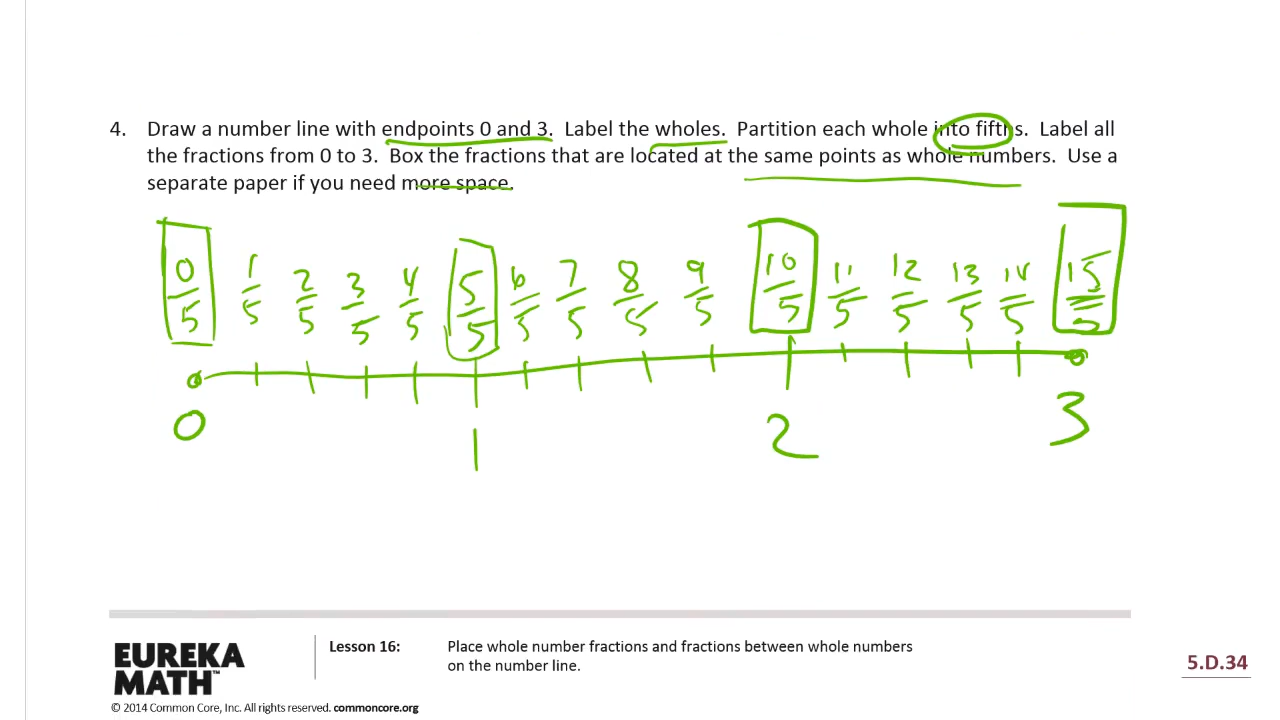 4. Draw a number line with endpoints 0 and 3. Label the wholes. Partition each whole into fifths. Label all
the fractions from 0 to 3. Box the fractions that are located at the same points as whole numbers. Use a
separate paper if you need more space.
0/5 1/5 2/5 3/5 4/5 5/5 6/5 7/5 8/5 9/5 10/5 11/5 12/5 13/5 14/5 15/5
0 1 2 3
EUREKA
MATH™
Lesson 16: Place whole number fractions and fractions between whole numbers
on the number line.
5.D.34
© 2014 Common Core, Inc. All rights reserved. commoncore.org